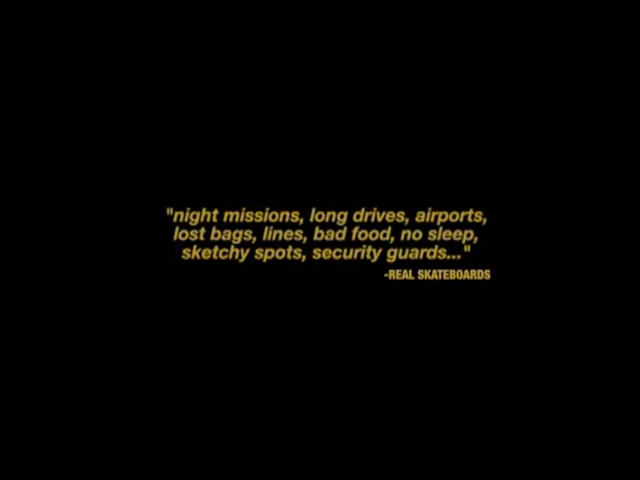 "night missions, long drives, airports,
lost bags, lines, bad food, no sleep,
sketchy spots, security guards..."
-REAL SKATEBOARDS